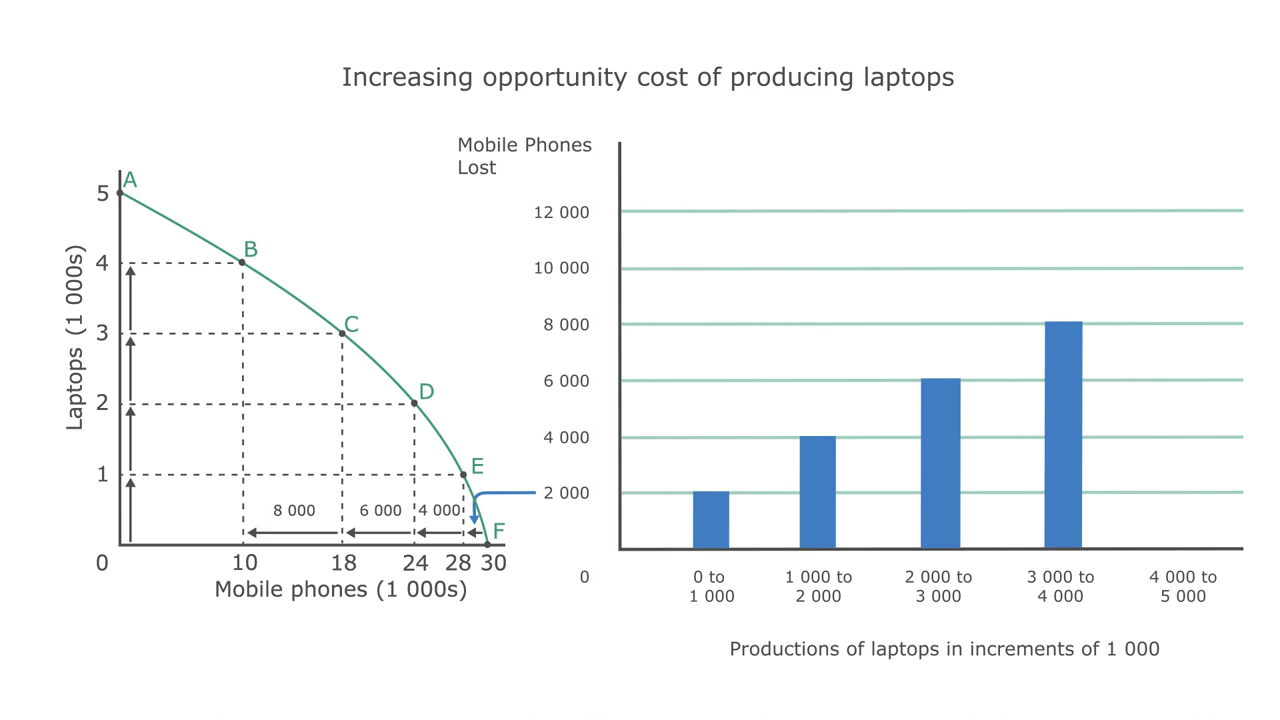 Increasing opportunity cost of producing laptops
Mobile Phones
Lost
A
5
B
4
C
3
D
2
E
1
8 000
6 000
4 000
F
0
10
18
24
28
30
Laptops (1 000s)
Mobile phones (1 000s)
12 000
10 000
8 000
6 000
4 000
2 000
0
0 to
1 000
1 000 to
2 000
2 000 to
3 000
3 000 to
4 000
4 000 to
5 000
Productions of laptops in increments of 1 000